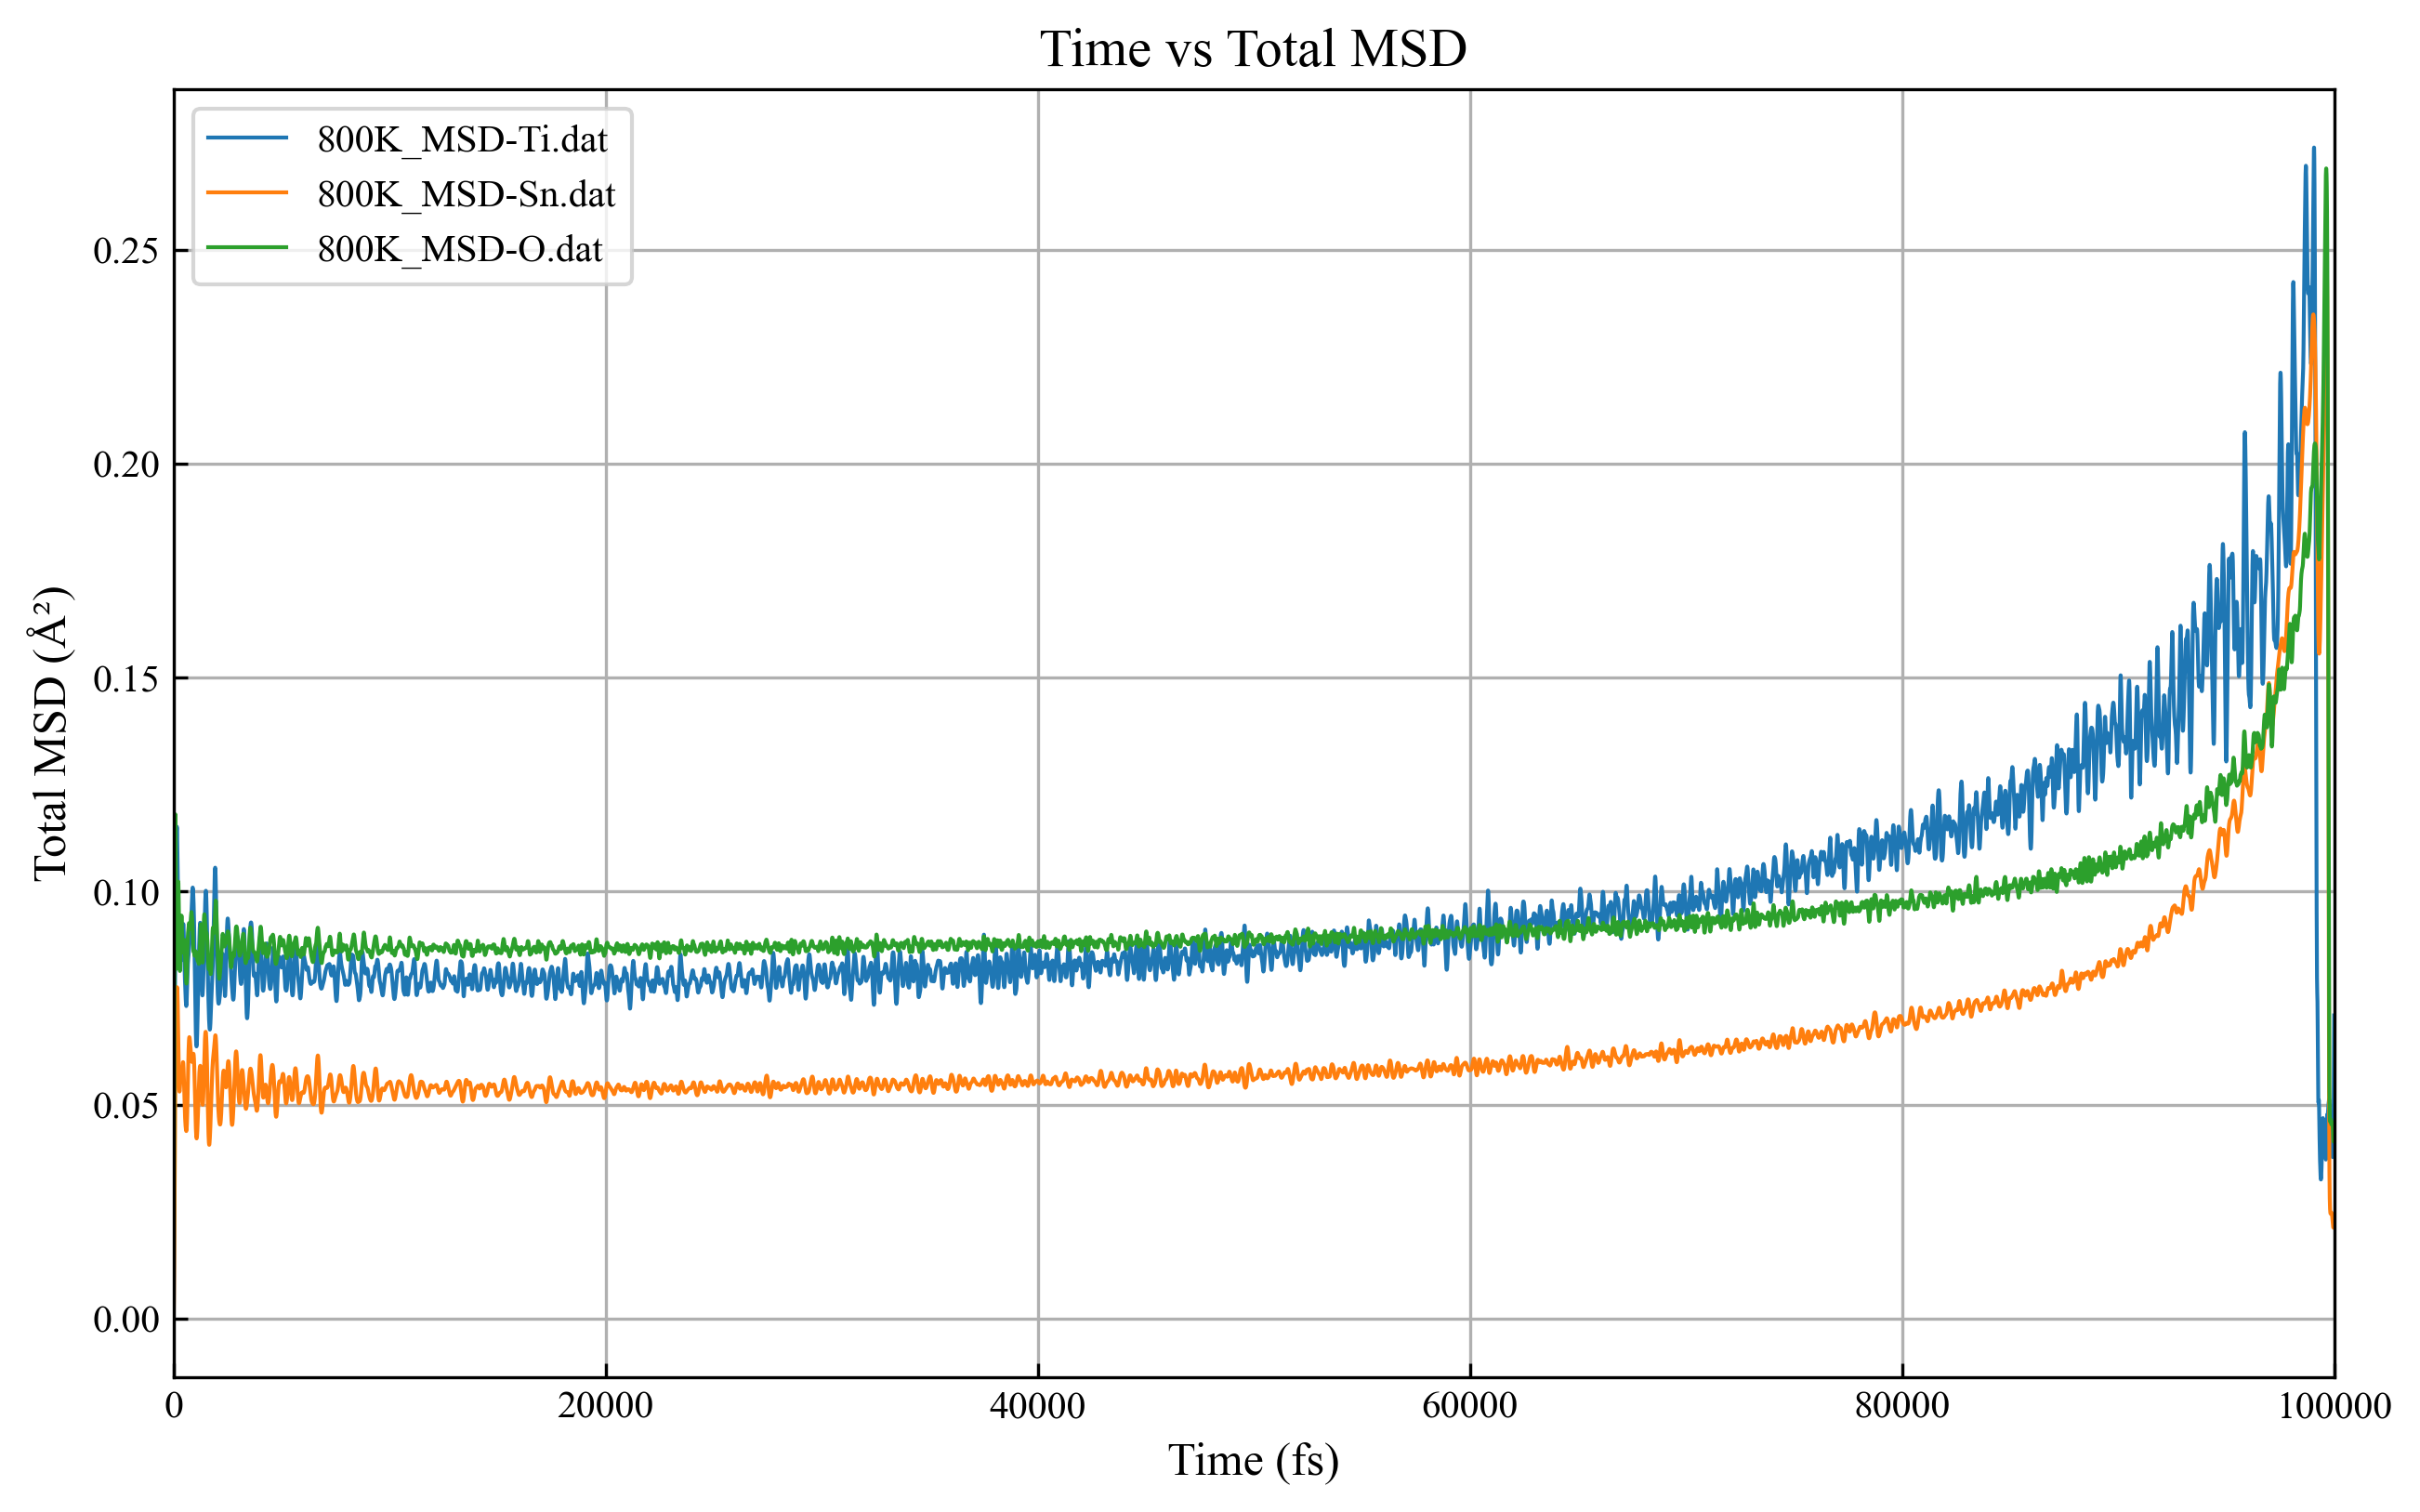 Time vs Total MSD
800K_MSD-Ti.dat
800K_MSD-Sn.dat
800K_MSD-O.dat
Total MSD (Å²)
0.25
0.20
0.15
0.10
0.05
0.00
0 20000 40000 60000 80000 100000
Time (fs)